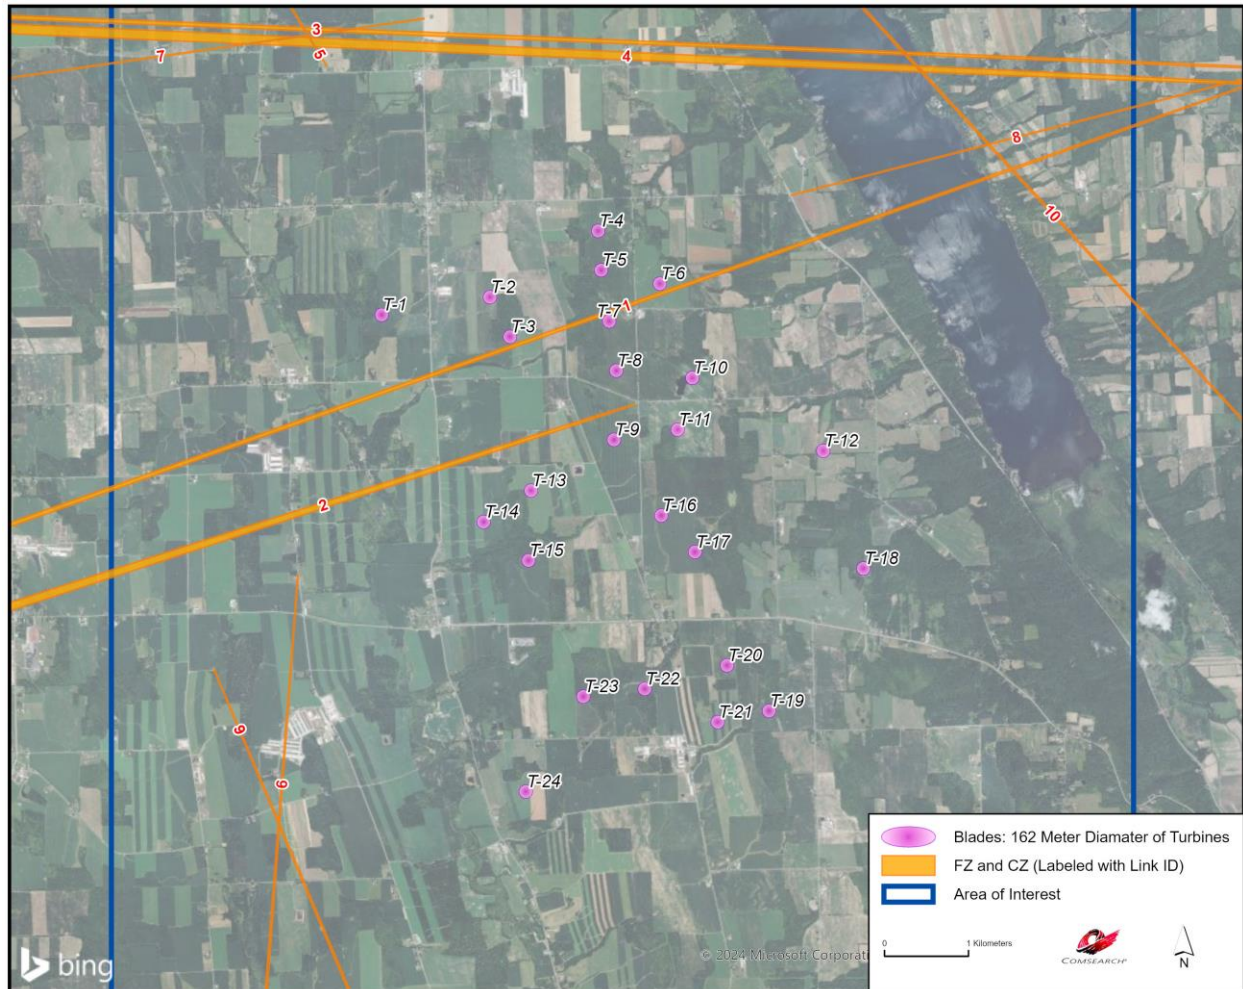 3
4
5
7
8
10
T-4
T-5
T-6
T-2
T-1
1
T-7
T-3
T-8
T-10
T-11
T-9
T-12
T-13
2
T-14
T-16
T-15
T-17
T-18
T-20
T-22
T-23
T-19
T-21
9
6
T-24
Blades: 162 Meter Diamater of Turbines
FZ and CZ (Labeled with Link ID)
Area of Interest
0 1 Kilometers
COMSEARCH
N
bing
© 2024 Microsoft Corporati